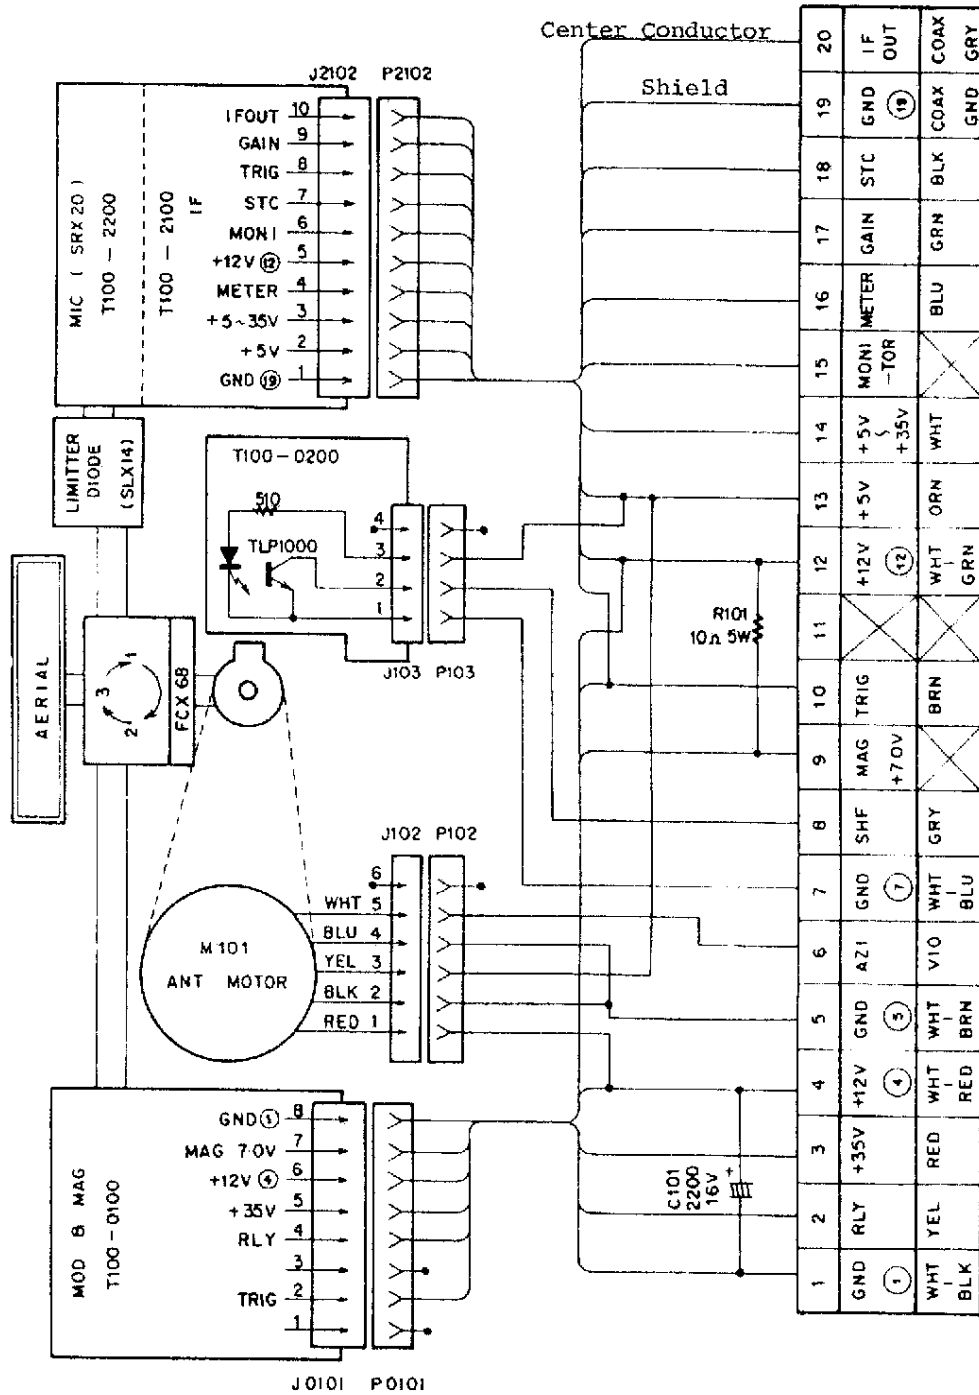 Center Conductor
Shield
J2102 P2102
MIC ( SRX20 )
T100 - 2200
T100 - 2100
IF
IFOUT 10
GAIN 9
TRIG 8
STC 7
MONI 6
+12V ⑫ 5
METER 4
+5~35V 3
+5V 2
GND ⑲ 1
LIMITTER
DIODE
(SLX14)
T100-0200
510
TLP1000
4
3
2
1
J103 P103
AERIAL
1
2
3
FCX 68
M101
ANT MOTOR
J102 P102
6
WHT 5
BLU 4
YEL 3
BLK 2
RED 1
MOD & MAG
T100-0100
GND ① 8
MAG 7.0V 7
+12V ④ 6
+35V 5
RLY 4
3
TRIG 2
1
J0101 P0101
R101
10Ω 5W
C101
2200
16V
+
20 IF OUT COAX GRY
19 GND ⑲ COAX GND
18 STC BLK
17 GAIN GRN
16 METER BLU
15 MONI-TOR
14 +5V ~ +35V WHT
13 +5V ORN
12 +12V ⑫ WHT-GRN
11
10 TRIG BRN
9 MAG +7.0V
8 SHF GRY
7 GND ⑦ WHT-BLU
6 AZI VIO
5 GND ⑤ WHT-BRN
4 +12V ④ WHT-RED
3 +35V RED
2 RLY YEL
1 GND ① WHT-BLK